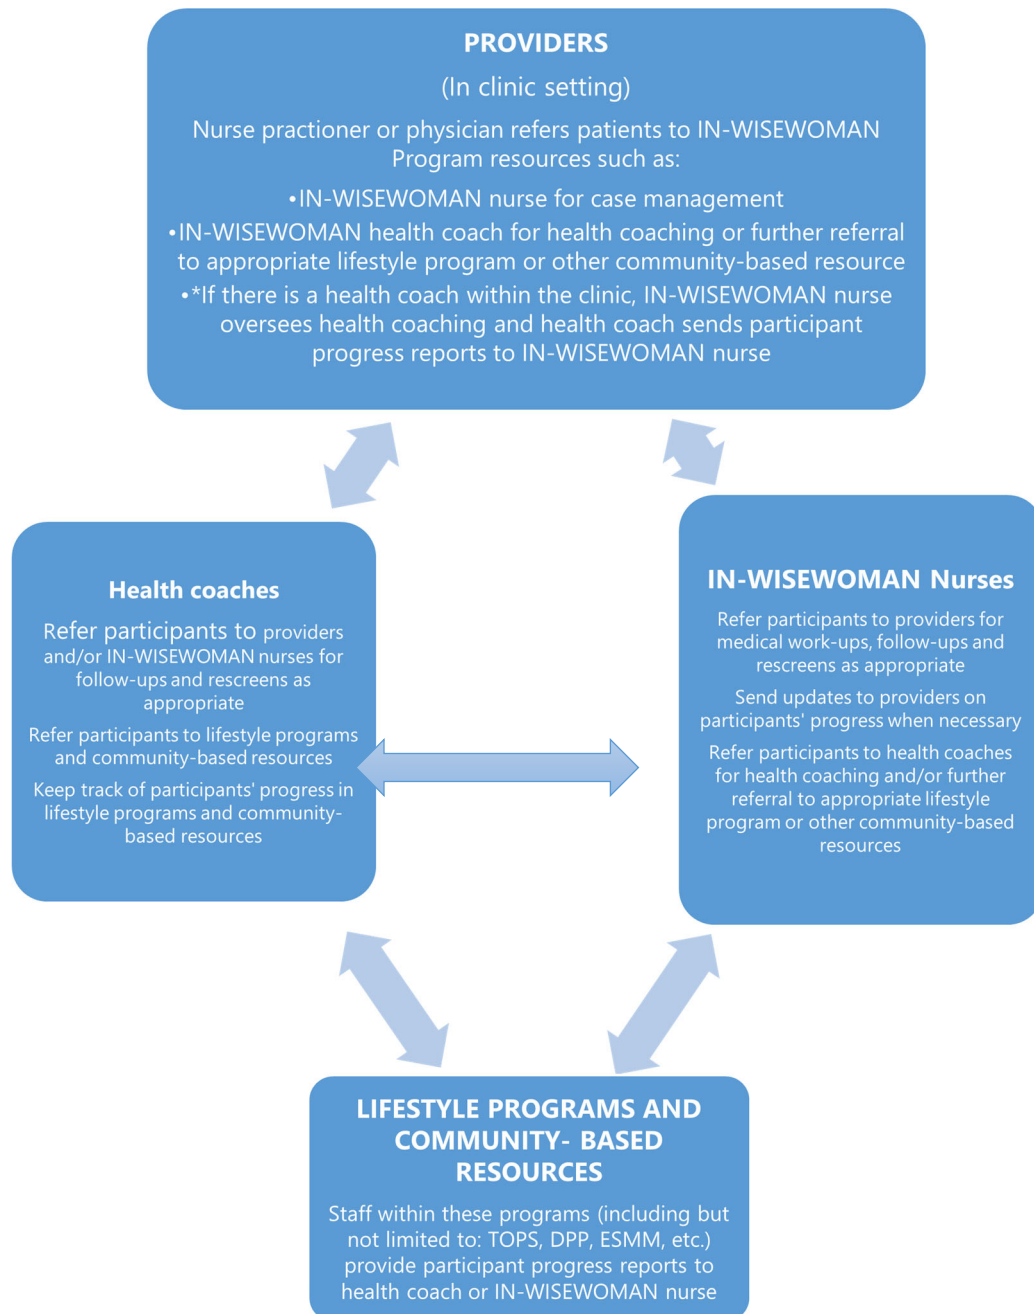 PROVIDERS
(In clinic setting)
Nurse practioner or physician refers patients to IN-WISEWOMAN
Program resources such as:
•IN-WISEWOMAN nurse for case management
•IN-WISEWOMAN health coach for health coaching or further referral
to appropriate lifestyle program or other community-based resource
•*If there is a health coach within the clinic, IN-WISEWOMAN nurse
oversees health coaching and health coach sends participant
progress reports to IN-WISEWOMAN nurse
Health coaches
Refer participants to providers
and/or IN-WISEWOMAN nurses for
follow-ups and rescreens as
appropriate
Refer participants to lifestyle programs
and community-based resources
Keep track of participants' progress in
lifestyle programs and community-
based resources
IN-WISEWOMAN Nurses
Refer participants to providers for
medical work-ups, follow-ups and
rescreens as appropriate
Send updates to providers on
participants' progress when necessary
Refer participants to health coaches
for health coaching and/or further
referral to appropriate lifestyle
program or other community-based
resources
LIFESTYLE PROGRAMS AND
COMMUNITY- BASED
RESOURCES
Staff within these programs (including but
not limited to: TOPS, DPP, ESMM, etc.)
provide participant progress reports to
health coach or IN-WISEWOMAN nurse